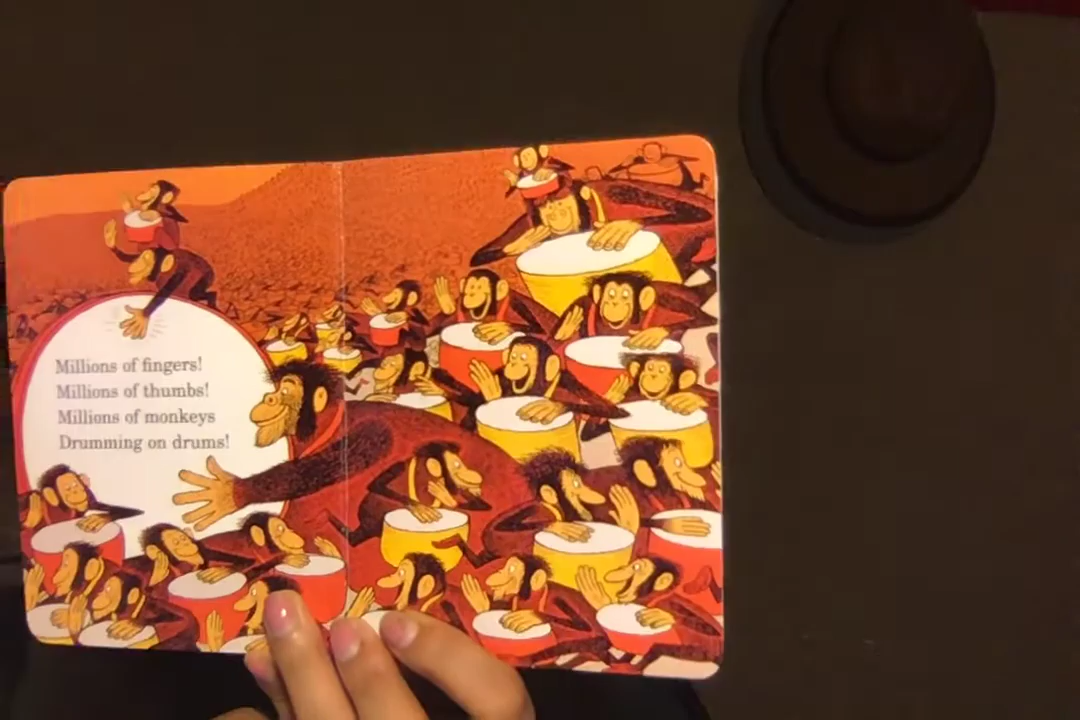 Millions of fingers!
Millions of thumbs!
Millions of monkeys
Drumming on drums!